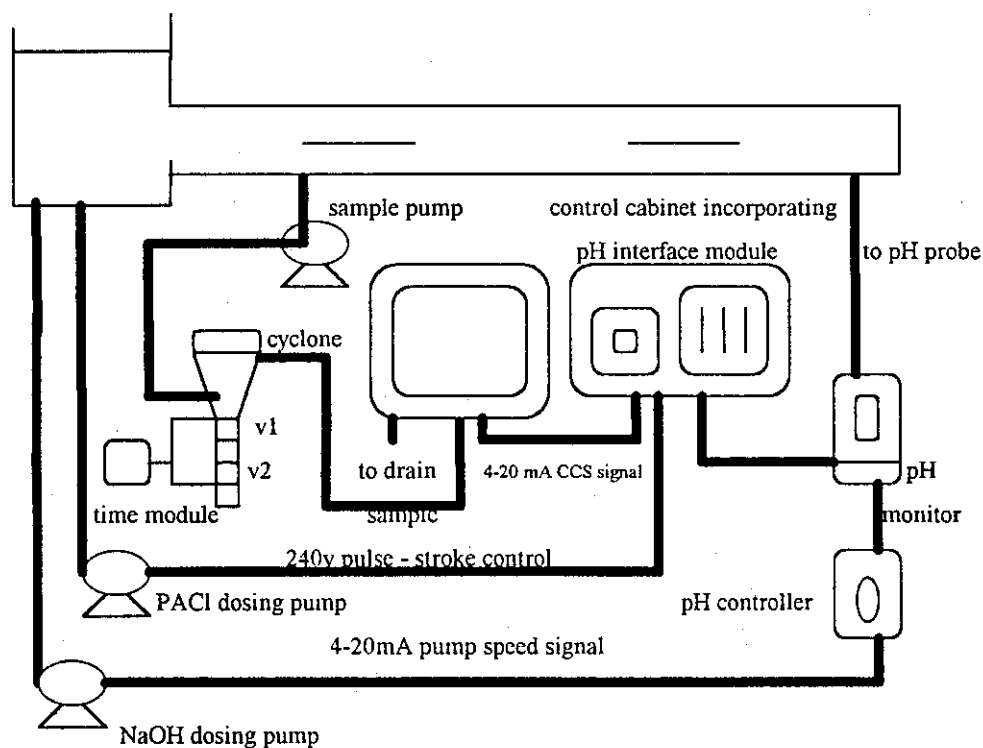 sample pump
control cabinet incorporating
pH interface module
to pH probe
cyclone
v1
v2
to drain
4-20 mA CCS signal
pH
time module
sample
monitor
240v pulse - stroke control
PACl dosing pump
pH controller
4-20mA pump speed signal
NaOH dosing pump